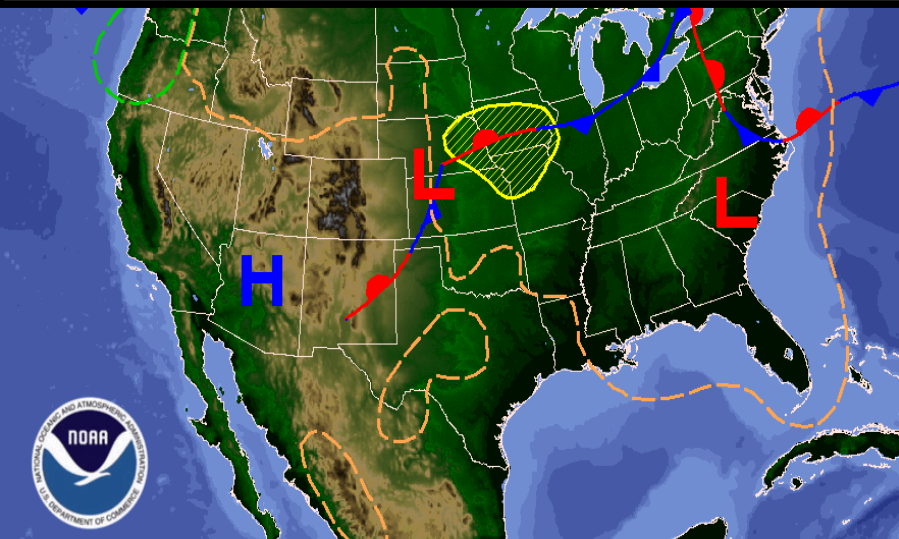 L
L
H
NATIONAL OCEANIC AND ATMOSPHERIC ADMINISTRATION
NOAA
U.S. DEPARTMENT OF COMMERCE